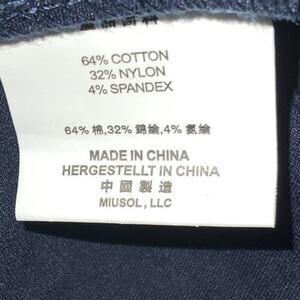 64% COTTON
32% NYLON
4% SPANDEX
64% 棉,32% 錦綸,4% 氨綸
MADE IN CHINA
HERGESTELLT IN CHINA
中國製造
MIUSOL, LLC